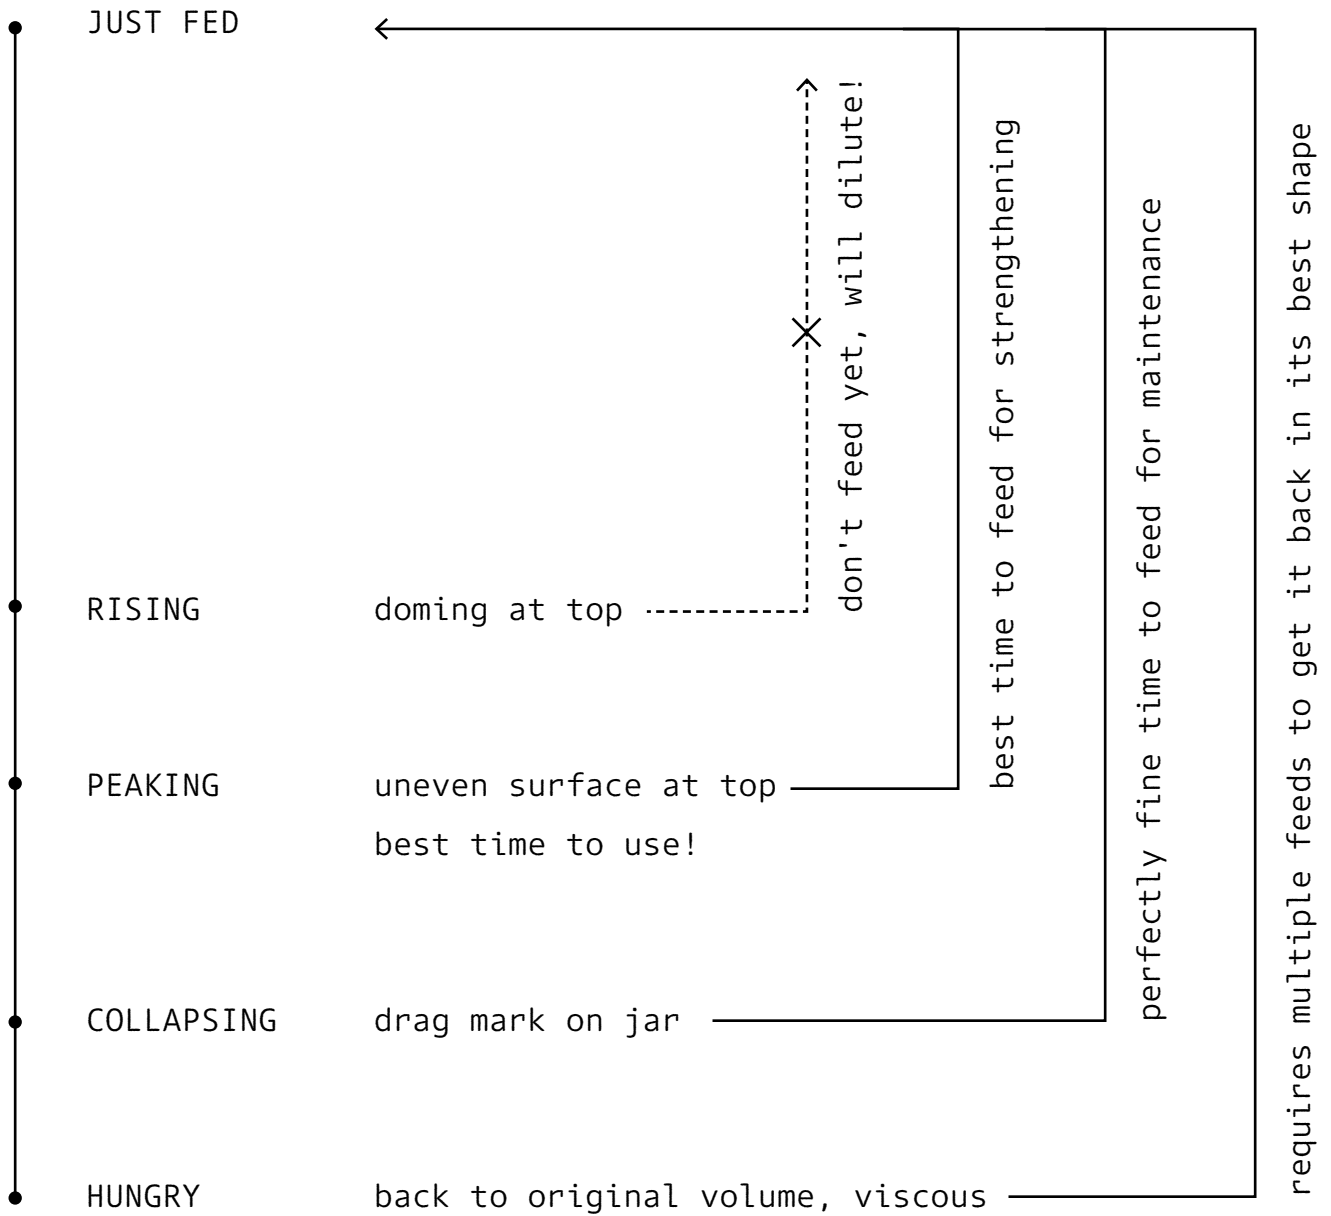 JUST FED
RISING
doming at top
don't feed yet, will dilute!
PEAKING
uneven surface at top
best time to use!
best time to feed for strengthening
COLLAPSING
drag mark on jar
perfectly fine time to feed for maintenance
HUNGRY
back to original volume, viscous
requires multiple feeds to get it back in its best shape